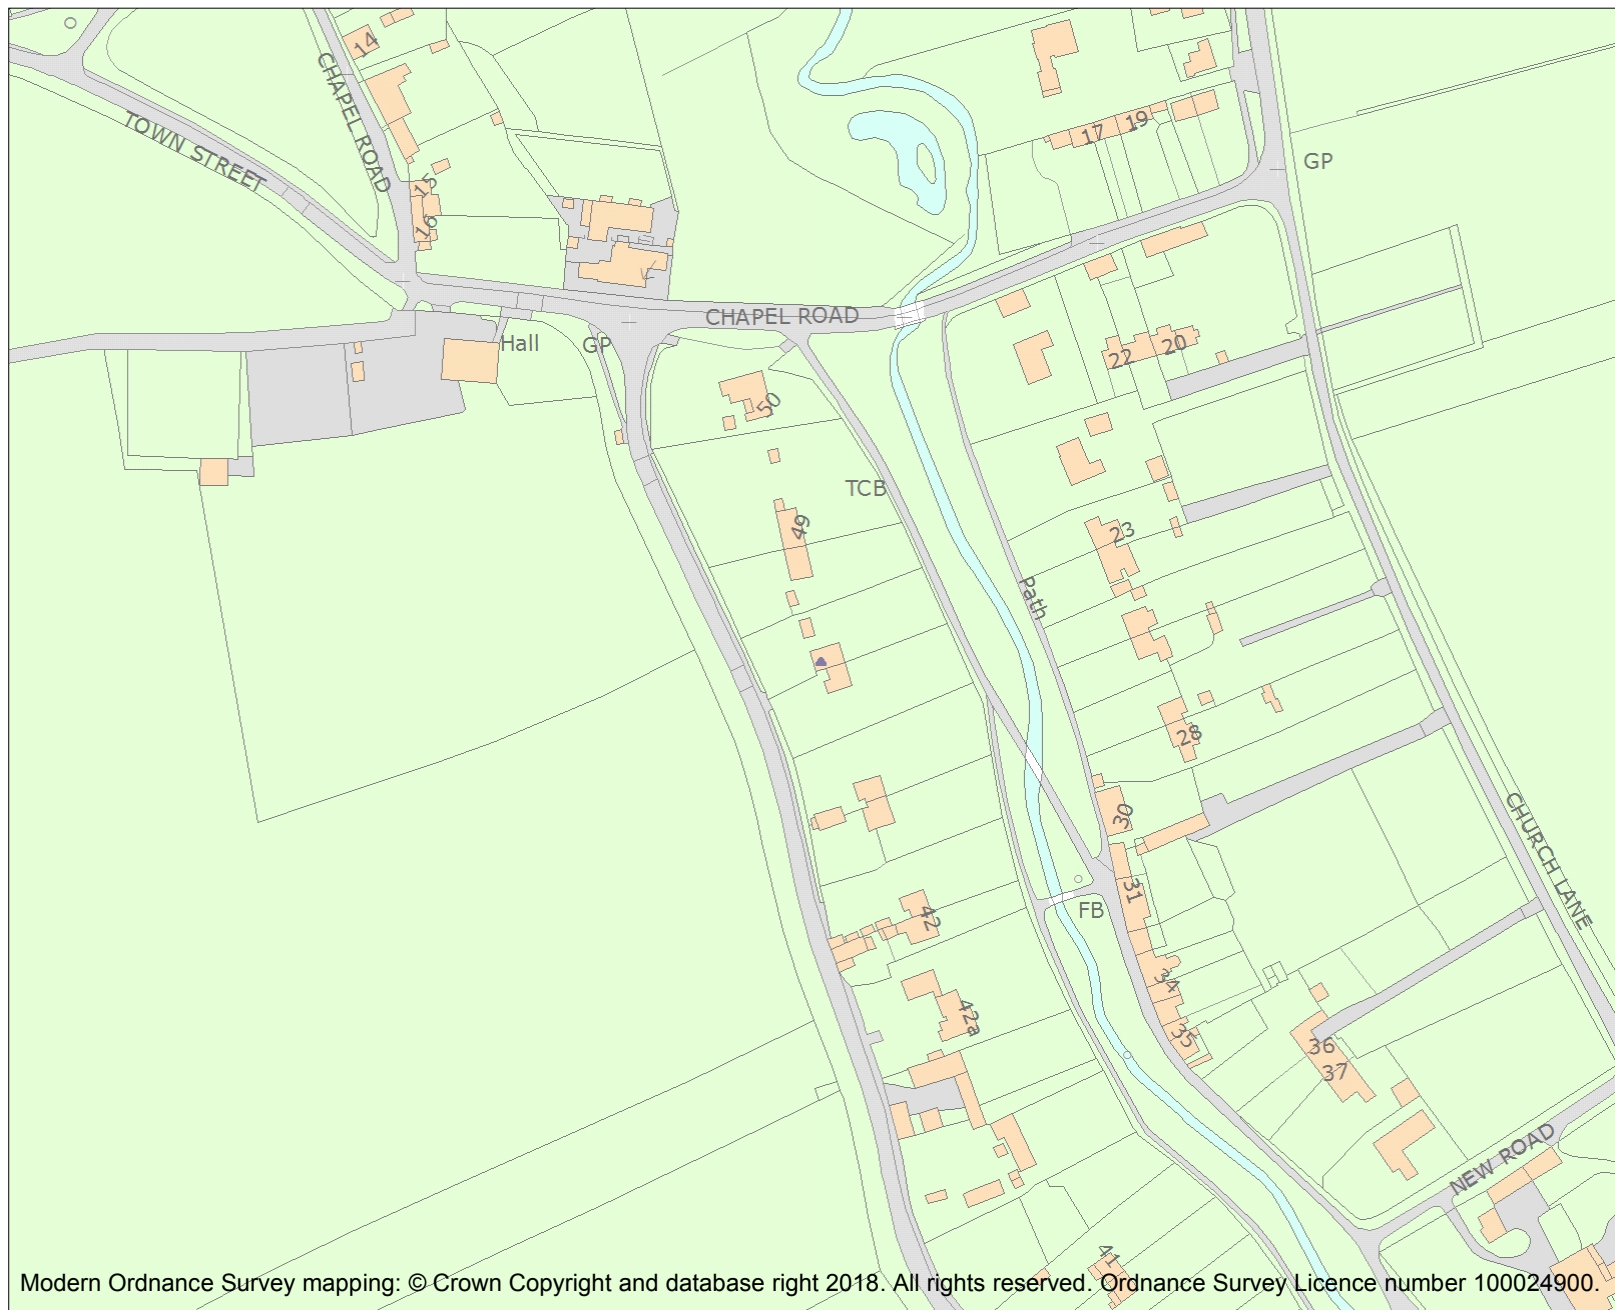 14
CHAPEL ROAD
TOWN STREET
15
16
17
19
GP
CHAPEL ROAD
Hall
GP
22
20
50
TCB
49
23
Path
28
30
CHURCH LANE
31
FB
42
34
42a
35
36
37
NEW ROAD
41
Modern Ordnance Survey mapping: © Crown Copyright and database right 2018. All rights reserved. Ordnance Survey Licence number 100024900.